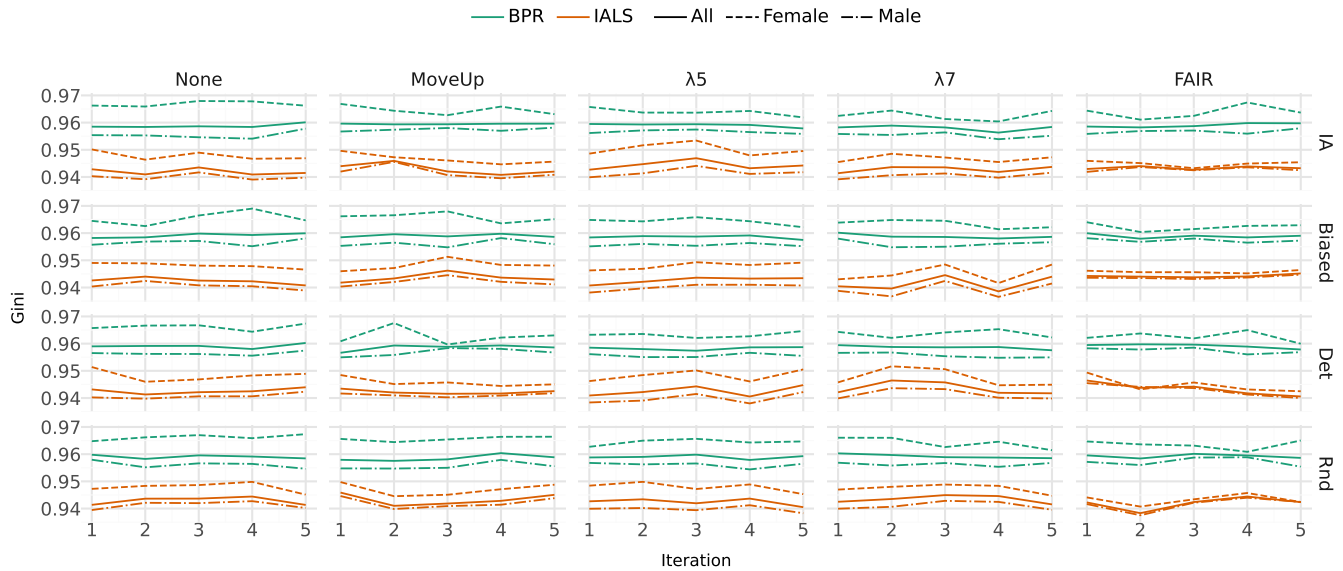 BPR IALS All Female Male
None MoveUp λ5 λ7 FAIR
0.97
0.96
0.95
0.94
IA
0.97
0.96
0.95
0.94
Biased
Gini
0.97
0.96
0.95
0.94
Det
0.97
0.96
0.95
0.94
Rnd
1 2 3 4 5 1 2 3 4 5 1 2 3 4 5 1 2 3 4 5 1 2 3 4 5
Iteration